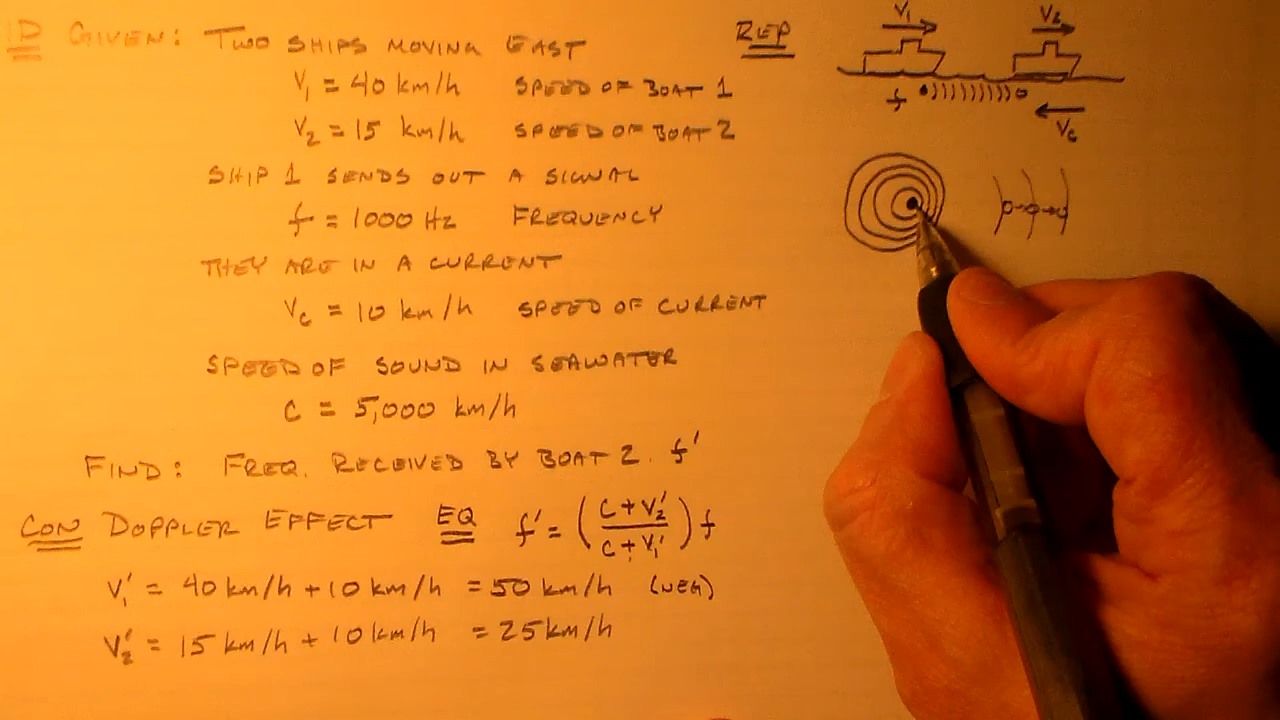 ID GIVEN: TWO SHIPS MOVING EAST
V₁ = 40 km/h SPEED OF BOAT 1
V₂ = 15 km/h SPEED OF BOAT 2
SHIP 1 SENDS OUT A SIGNAL
f = 1000 Hz FREQUENCY
THEY ARE IN A CURRENT
Vc = 10 km/h SPEED OF CURRENT
SPEED OF SOUND IN SEAWATER
C = 5,000 km/h
FIND: FREQ. RECEIVED BY BOAT 2. f'
CON DOPPLER EFFECT EQ f' = ((C + V₂')/(C + V₁')) f
V₁' = 40 km/h + 10 km/h = 50 km/h (NEG)
V₂' = 15 km/h + 10 km/h = 25 km/h
REP
V₁ V₂
f
Vc